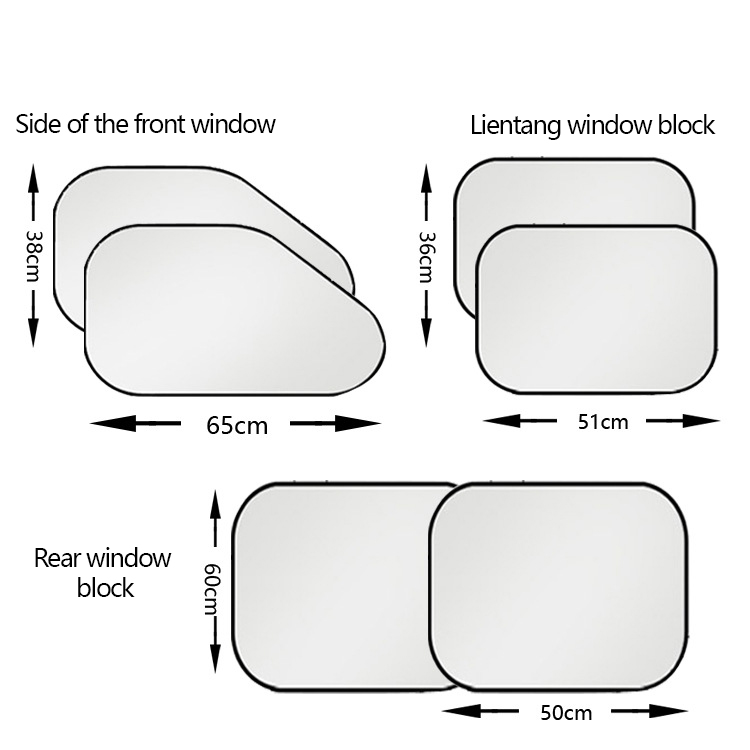 Side of the front window
Lientang window block
38cm
36cm
65cm
51cm
Rear window
block
60cm
50cm